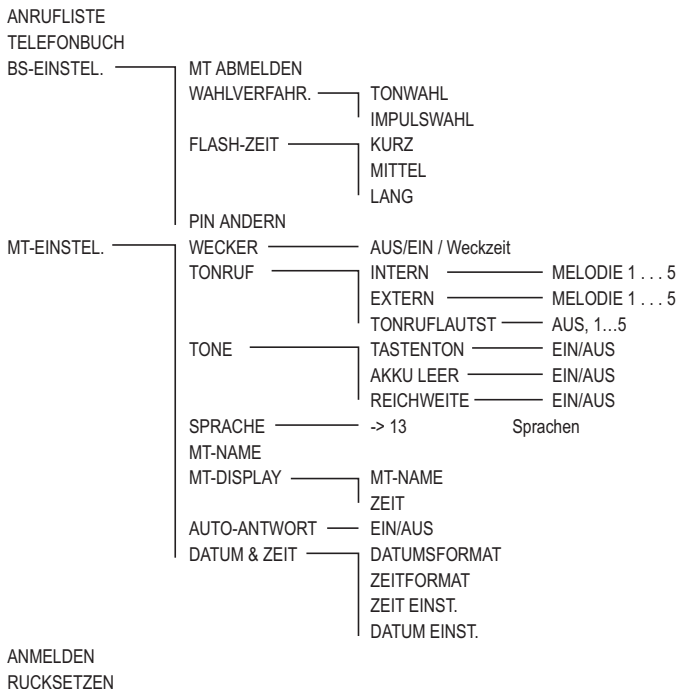 ANRUFLISTE
TELEFONBUCH
BS-EINSTEL. MT ABMELDEN
WAHLVERFAHR. TONWAHL
IMPULSWAHL
FLASH-ZEIT KURZ
MITTEL
LANG
PIN ANDERN
MT-EINSTEL. WECKER AUS/EIN / Weckzeit
TONRUF INTERN MELODIE 1 . . . 5
EXTERN MELODIE 1 . . . 5
TONRUFLAUTST AUS, 1…5
TONE TASTENTON EIN/AUS
AKKU LEER EIN/AUS
REICHWEITE EIN/AUS
SPRACHE -> 13 Sprachen
MT-NAME
MT-DISPLAY MT-NAME
ZEIT
AUTO-ANTWORT EIN/AUS
DATUM & ZEIT DATUMSFORMAT
ZEITFORMAT
ZEIT EINST.
DATUM EINST.
ANMELDEN
RUCKSETZEN